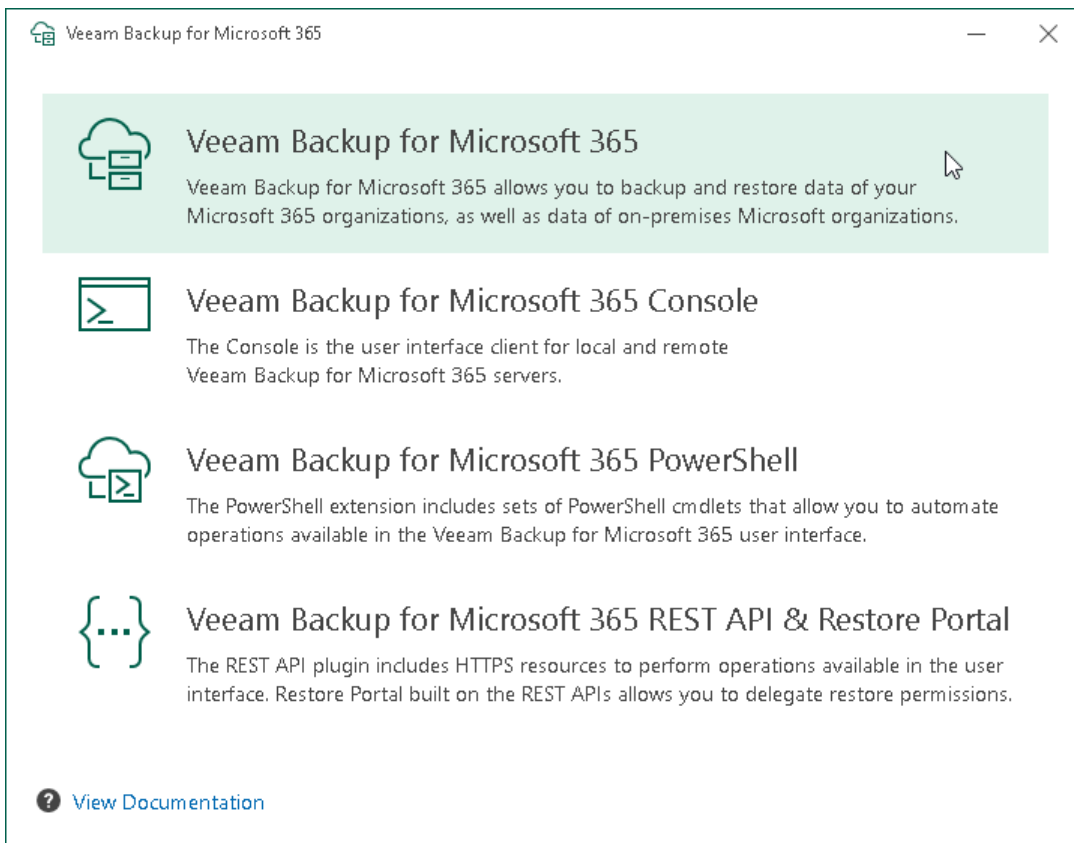 Veeam Backup for Microsoft 365
Veeam Backup for Microsoft 365
Veeam Backup for Microsoft 365 allows you to backup and restore data of your
Microsoft 365 organizations, as well as data of on-premises Microsoft organizations.
Veeam Backup for Microsoft 365 Console
The Console is the user interface client for local and remote
Veeam Backup for Microsoft 365 servers.
Veeam Backup for Microsoft 365 PowerShell
The PowerShell extension includes sets of PowerShell cmdlets that allow you to automate
operations available in the Veeam Backup for Microsoft 365 user interface.
Veeam Backup for Microsoft 365 REST API & Restore Portal
The REST API plugin includes HTTPS resources to perform operations available in the user
interface. Restore Portal built on the REST APIs allows you to delegate restore permissions.
View Documentation